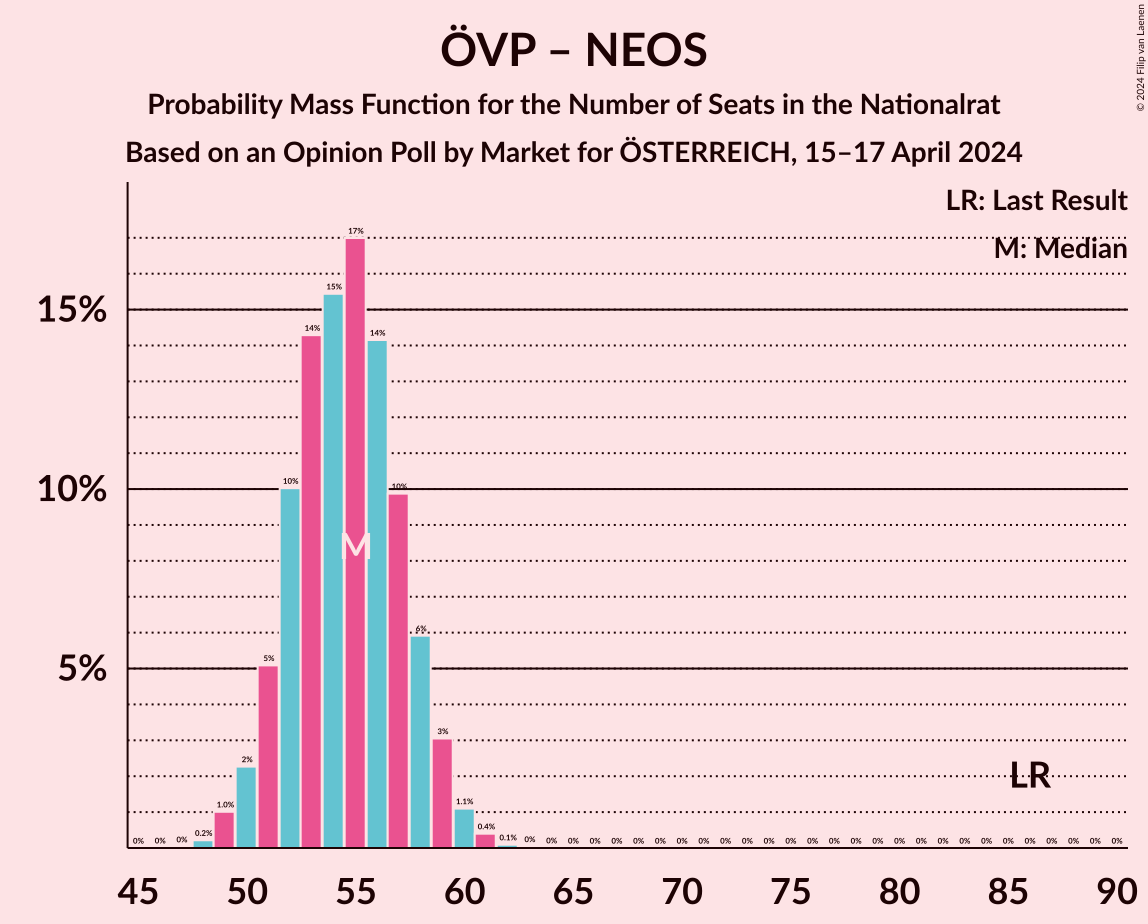 ÖVP – NEOS
Probability Mass Function for the Number of Seats in the Nationalrat
Based on an Opinion Poll by Market for ÖSTERREICH, 15–17 April 2024
© 2024 Filip van Laenen
LR: Last Result
M: Median
15%
10%
5%
0% 0% 0% 0.2% 1.0% 2% 5% 10% 14% 15% 17% 14% 10% 6% 3% 1.1% 0.4% 0.1% 0% 0% 0% 0% 0% 0% 0% 0% 0% 0% 0% 0% 0% 0% 0% 0% 0% 0% 0% 0% 0% 0% 0% 0% 0% 0% 0% 0%
M
LR
45 50 55 60 65 70 75 80 85 90